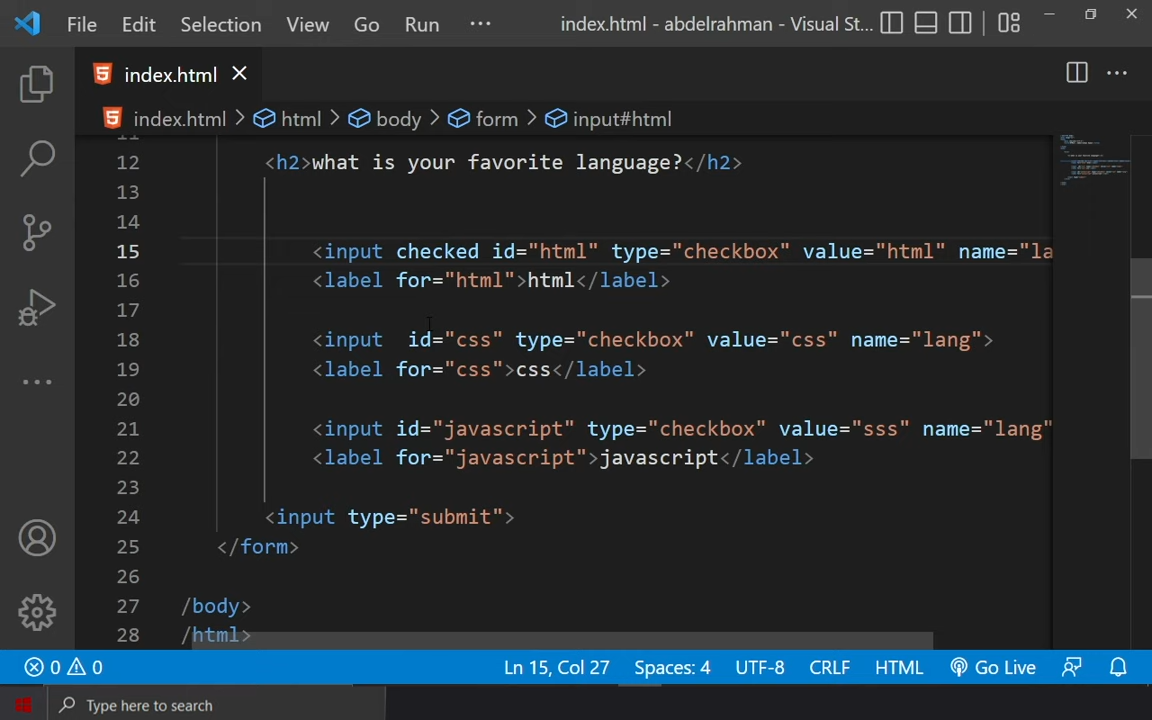 File Edit Selection View Go Run ··· index.html - abdelrahman - Visual St...
index.html
index.html > html > body > form > input#html
11
12 <h2>what is your favorite language?</h2>
13
14
15 <input checked id="html" type="checkbox" value="html" name="la
16 <label for="html">html</label>
17
18 <input  id="css" type="checkbox" value="css" name="lang">
19 <label for="css">css</label>
20
21 <input id="javascript" type="checkbox" value="sss" name="lang"
22 <label for="javascript">javascript</label>
23
24 <input type="submit">
25 </form>
26
27 /body>
28 /html>
0 0 Ln 15, Col 27 Spaces: 4 UTF-8 CRLF HTML Go Live
Type here to search